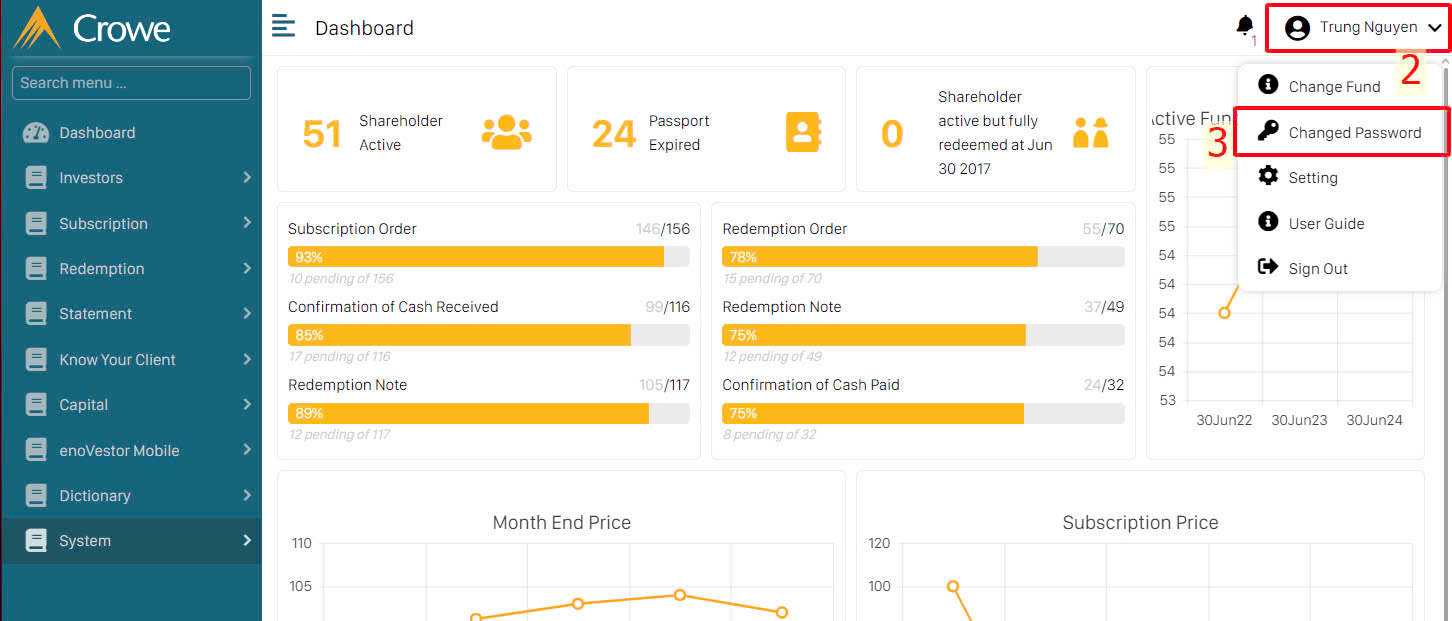 Crowe
Search menu ...
Dashboard
Investors
Subscription
Redemption
Statement
Know Your Client
Capital
enoVestor Mobile
Dictionary
System
Dashboard
1
Trung Nguyen
2
Change Fund
3
Changed Password
Setting
User Guide
Sign Out
51
Shareholder
Active
24
Passport
Expired
0
Shareholder
active but fully
redeemed at Jun
30 2017
Subscription Order 146/156
93%
10 pending of 156
Confirmation of Cash Received 99/116
85%
17 pending of 116
Redemption Note 105/117
89%
12 pending of 117
Redemption Order 55/70
78%
15 pending of 70
Redemption Note 37/49
75%
12 pending of 49
Confirmation of Cash Paid 24/32
75%
8 pending of 32
55
55
55
55
54
54
54
54
54
53
30Jun22 30Jun23 30Jun24
Month End Price
110
105
Subscription Price
120
100